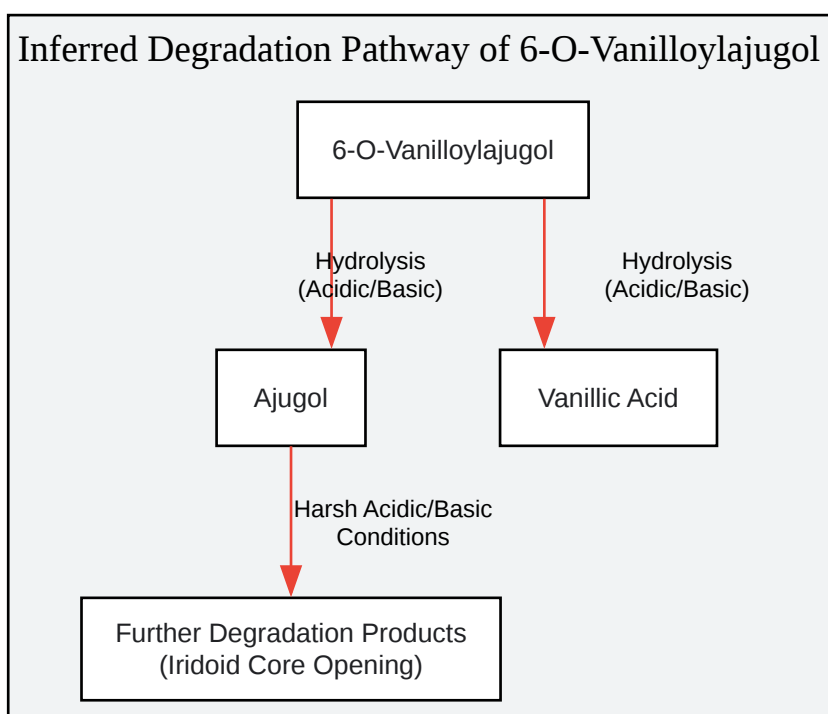 Inferred Degradation Pathway of 6-O-Vanilloylajugol
6-O-Vanilloylajugol
Hydrolysis
(Acidic/Basic)
Hydrolysis
(Acidic/Basic)
Ajugol
Vanillic Acid
Harsh Acidic/Basic
Conditions
Further Degradation Products
(Iridoid Core Opening)